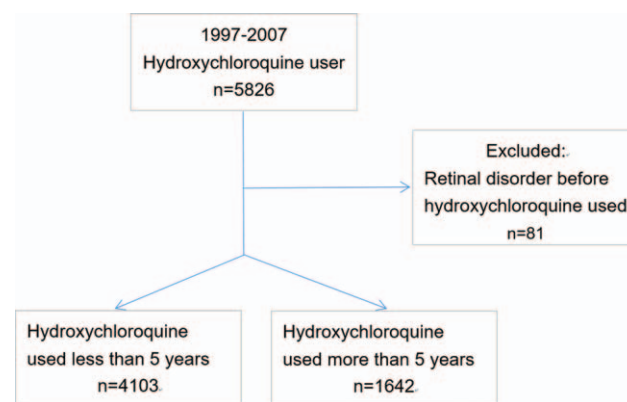 1997-2007
Hydroxychloroquine user
n=5826
Excluded:
Retinal disorder before
hydroxychloroquine used
n=81
Hydroxychloroquine
used less than 5 years
n=4103
Hydroxychloroquine
used more than 5 years
n=1642